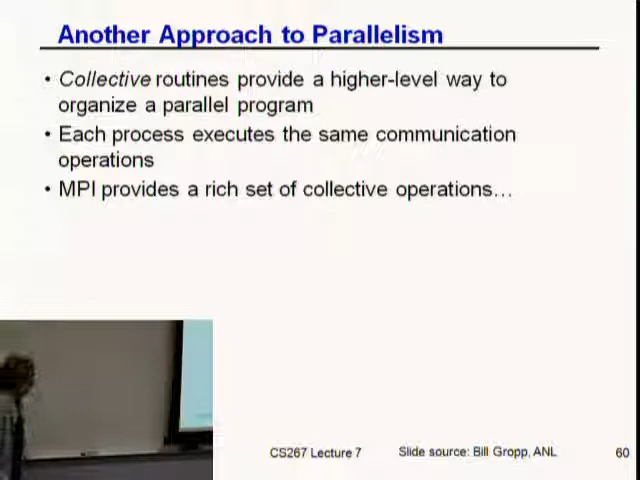 Another Approach to Parallelism
• Collective routines provide a higher-level way to
organize a parallel program
• Each process executes the same communication
operations
• MPI provides a rich set of collective operations…
CS267 Lecture 7
Slide source: Bill Gropp, ANL
60